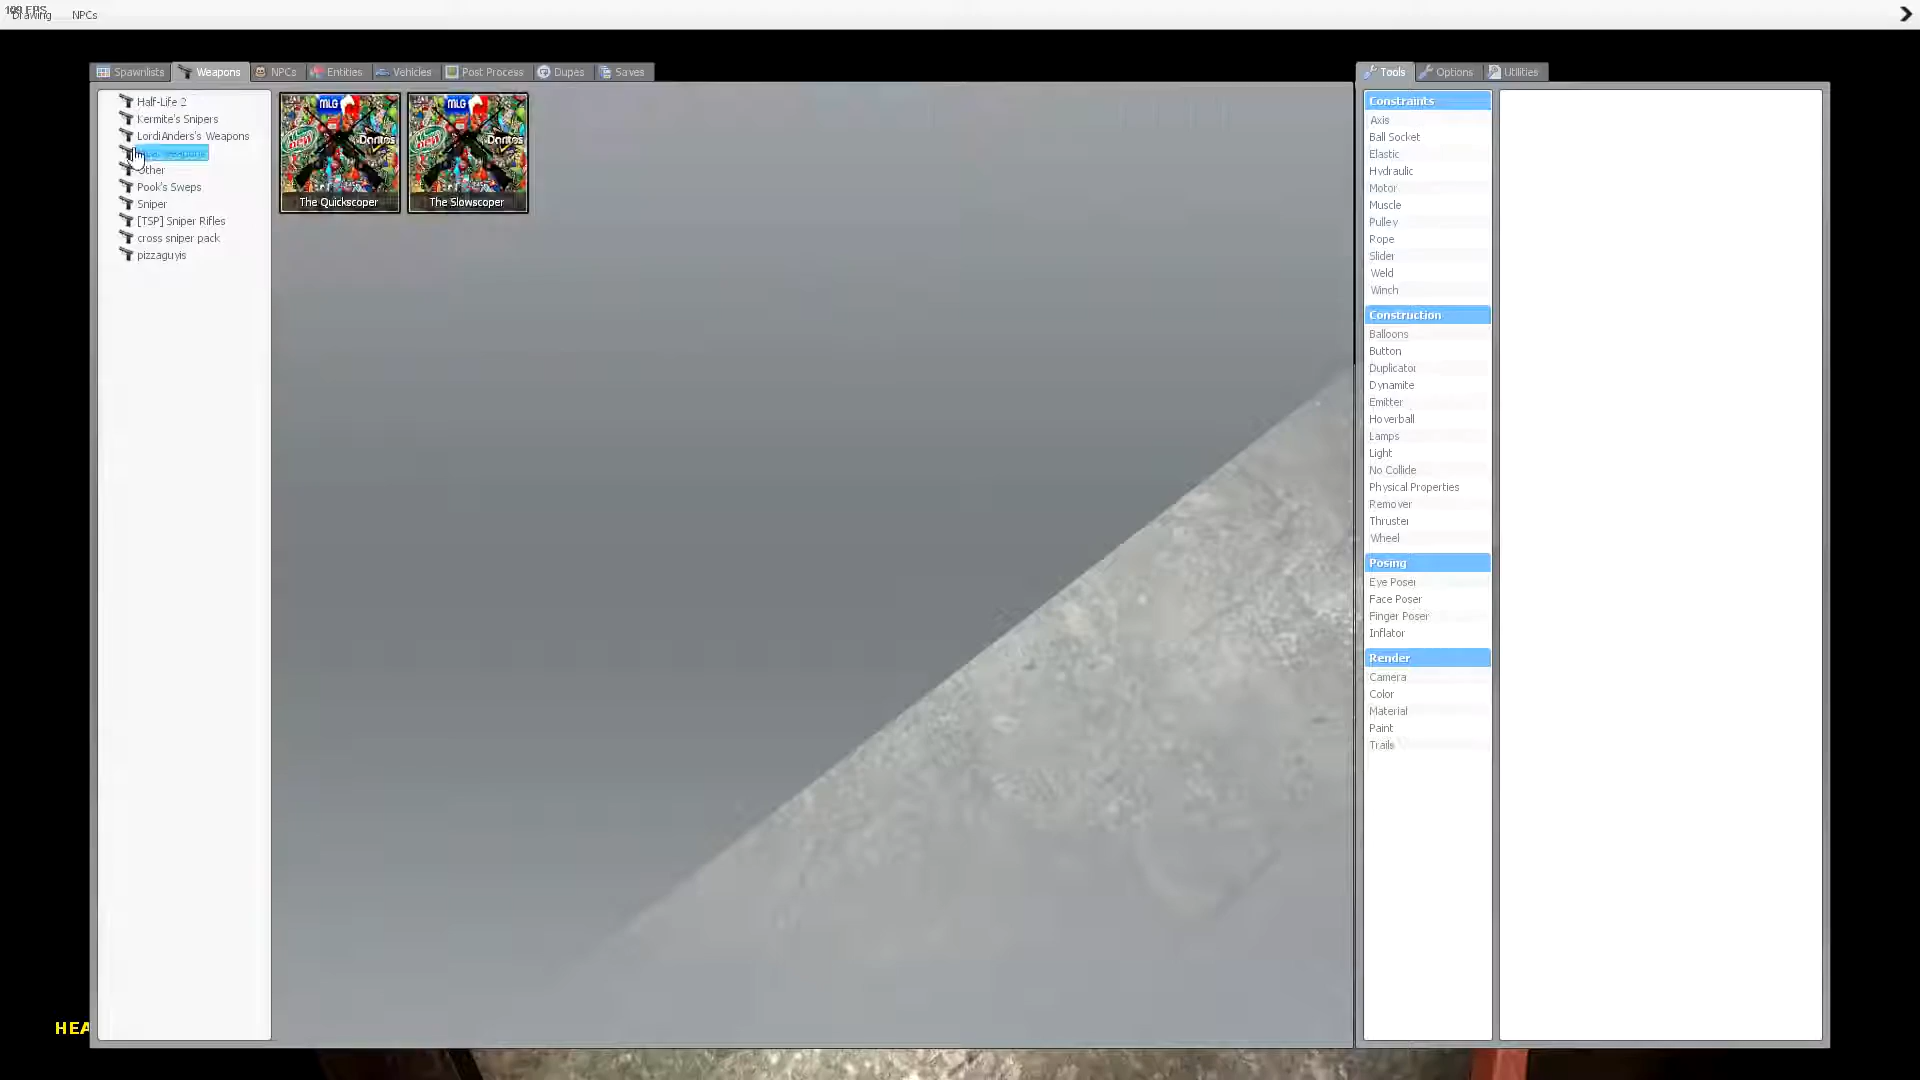 Drawing NPCs
Spawnlists Weapons NPCs Entities Vehicles Post Process Dupes Saves
Half-Life 2
Kermite's Snipers
LordiAnders's Weapons
Other
Pook's Sweps
Sniper
[TSP] Sniper Rifles
cross sniper pack
pizzaguyis
MLG
Doritos
The Quickscoper
MLG
Doritos
The Slowscoper
Tools Options Utilities
Constraints
Axis
Ball Socket
Elastic
Hydraulic
Motor
Muscle
Pulley
Rope
Slider
Weld
Winch
Construction
Balloons
Button
Duplicator
Dynamite
Emitter
Hoverball
Lamps
Light
No Collide
Physical Properties
Remover
Thruster
Wheel
Posing
Eye Poser
Face Poser
Finger Poser
Inflator
Render
Camera
Color
Material
Paint
Trails
HEA